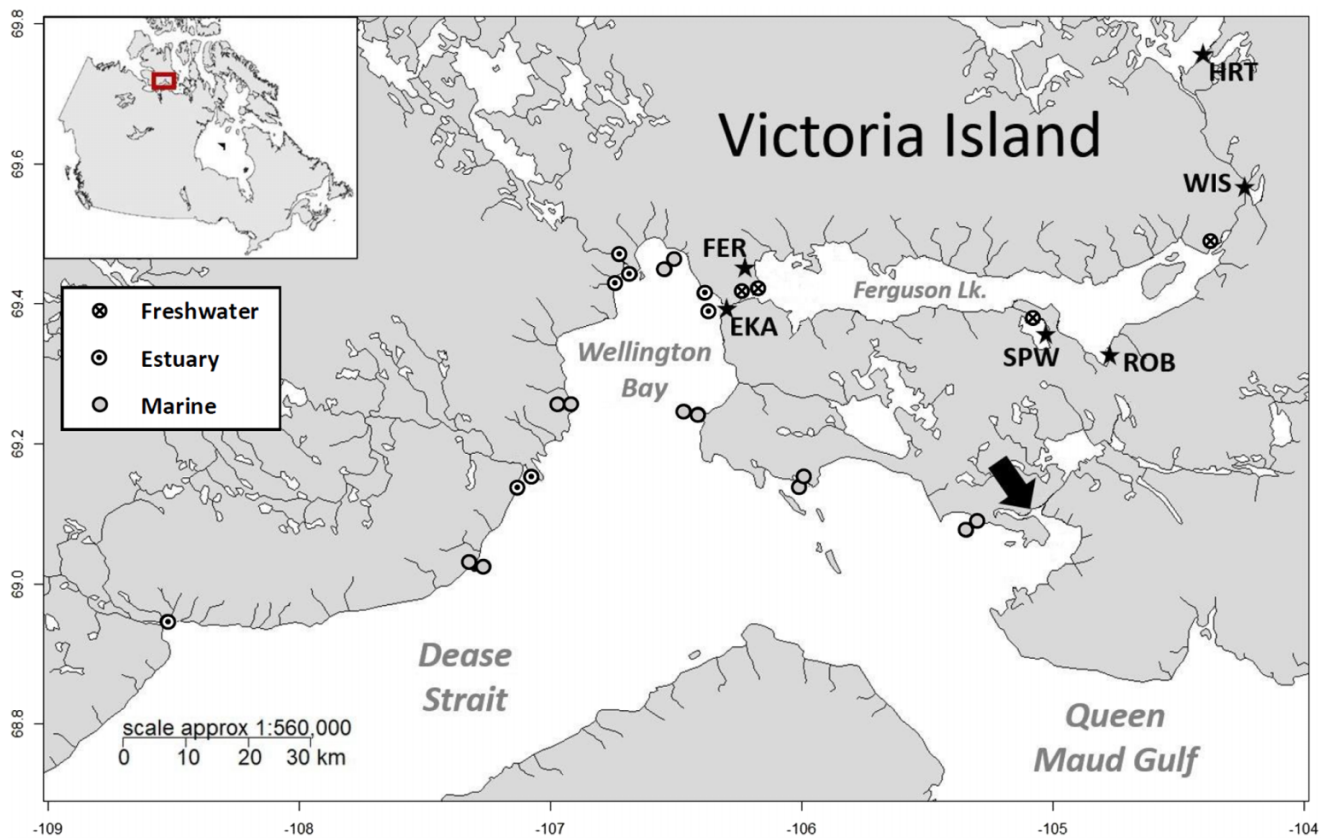 69.8
69.6
69.4
69.2
69.0
68.8
Victoria Island
HRT
WIS
FER
EKA
Ferguson Lk.
SPW
ROB
Freshwater
Estuary
Marine
Wellington
Bay
Dease
Strait
Queen
Maud Gulf
scale approx 1:560,000
0 10 20 30 km
-109 -108 -107 -106 -105 -104